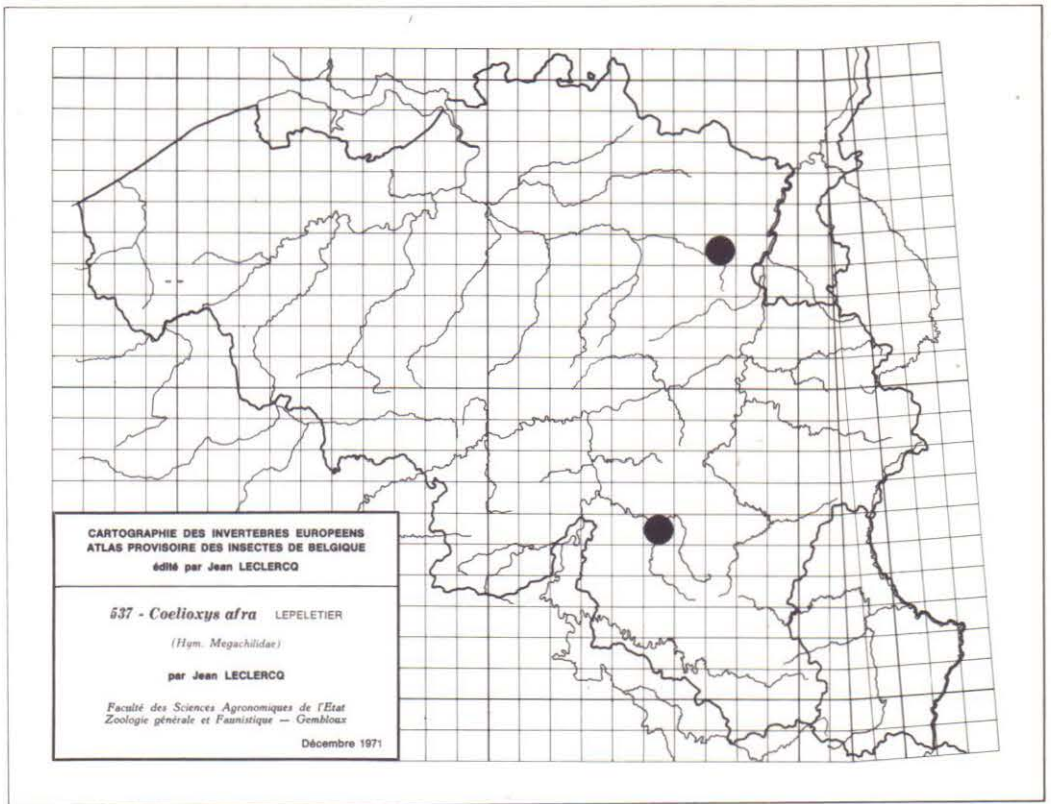 CARTOGRAPHIE DES INVERTEBRES EUROPEENS
ATLAS PROVISOIRE DES INSECTES DE BELGIQUE
édité par Jean LECLERCQ
537 - Coelioxys afra LEPELETIER
(Hym. Megachilidae)
par Jean LECLERCQ
Faculté des Sciences Agronomiques de l'Etat
Zoologie générale et Faunistique — Gembloux
Décembre 1971